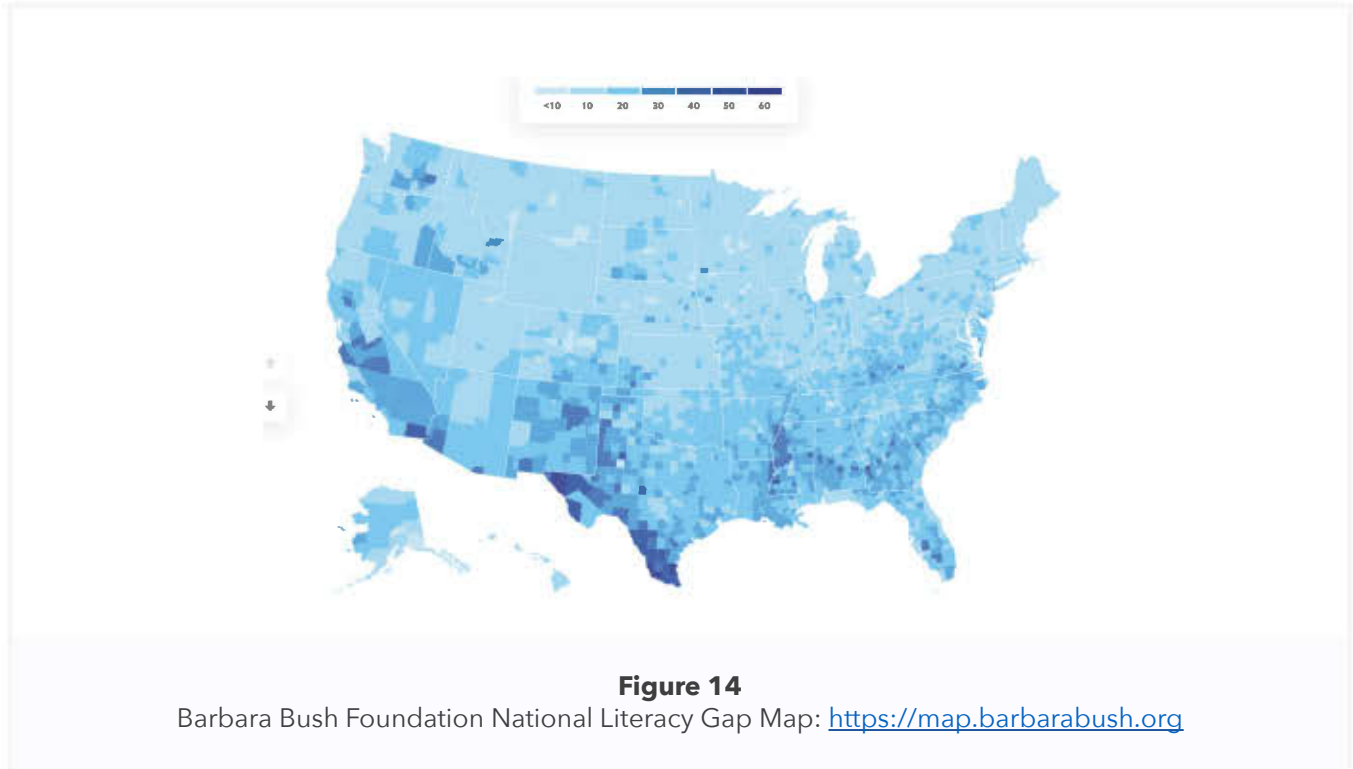 <10 10 20 30 40 50 60
Figure 14
Barbara Bush Foundation National Literacy Gap Map: https://map.barbarabush.org